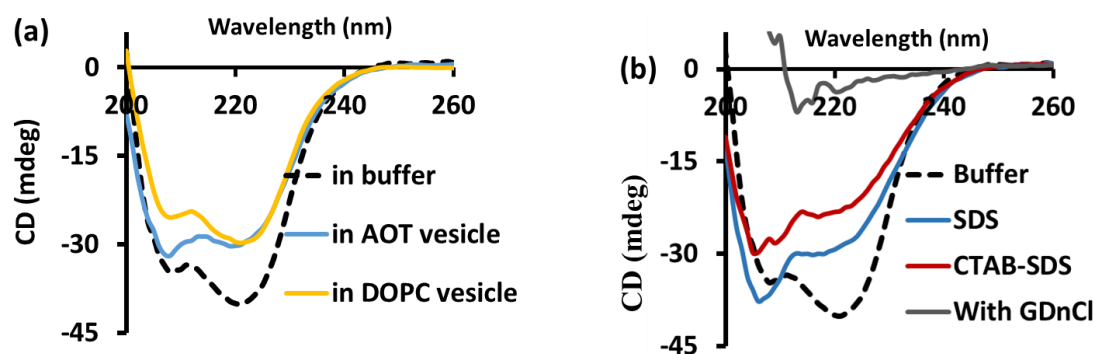 (a)
Wavelength (nm)
0
200
220
240
260
-15
-30
-45
CD (mdeg)
in buffer
in AOT vesicle
in DOPC vesicle
(b)
Wavelength (nm)
0
200
220
240
260
-15
-30
-45
CD (mdeg)
Buffer
SDS
CTAB-SDS
With GDnCl